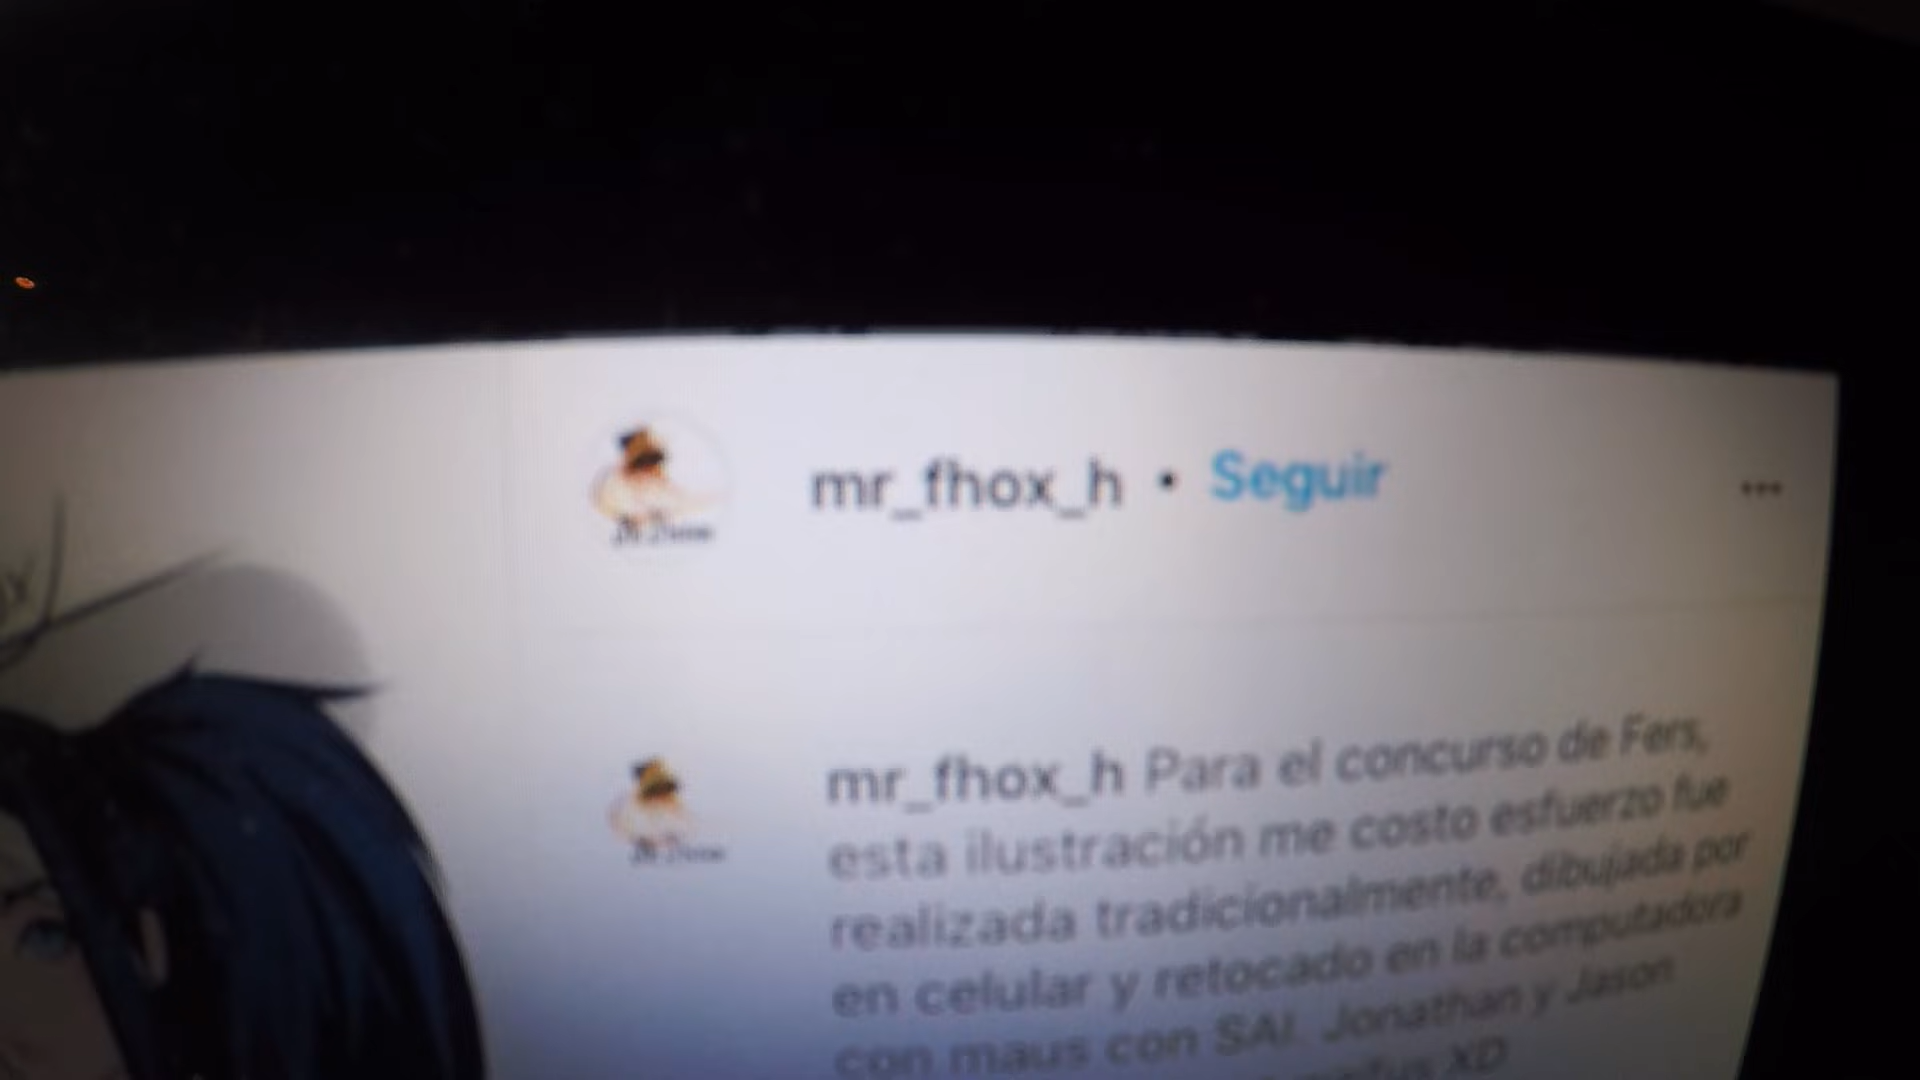 mr_fhox_h • Seguir
mr_fhox_h Para el concurso de Fers,
esta ilustración me costo esfuerzo fue
realizada tradicionalmente, dibujada por
en celular y retocado en la computadora
con maus con SAI. Jonathan y Jason
XD